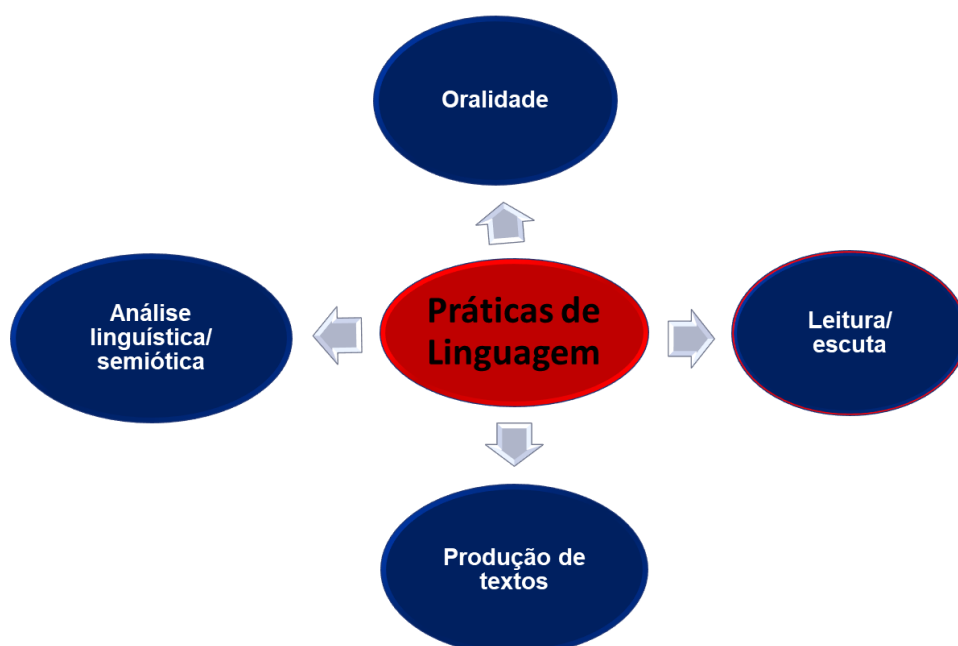 Oralidade
Análise
linguística/
semiótica
Práticas de
Linguagem
Leitura/
escuta
Produção de
textos